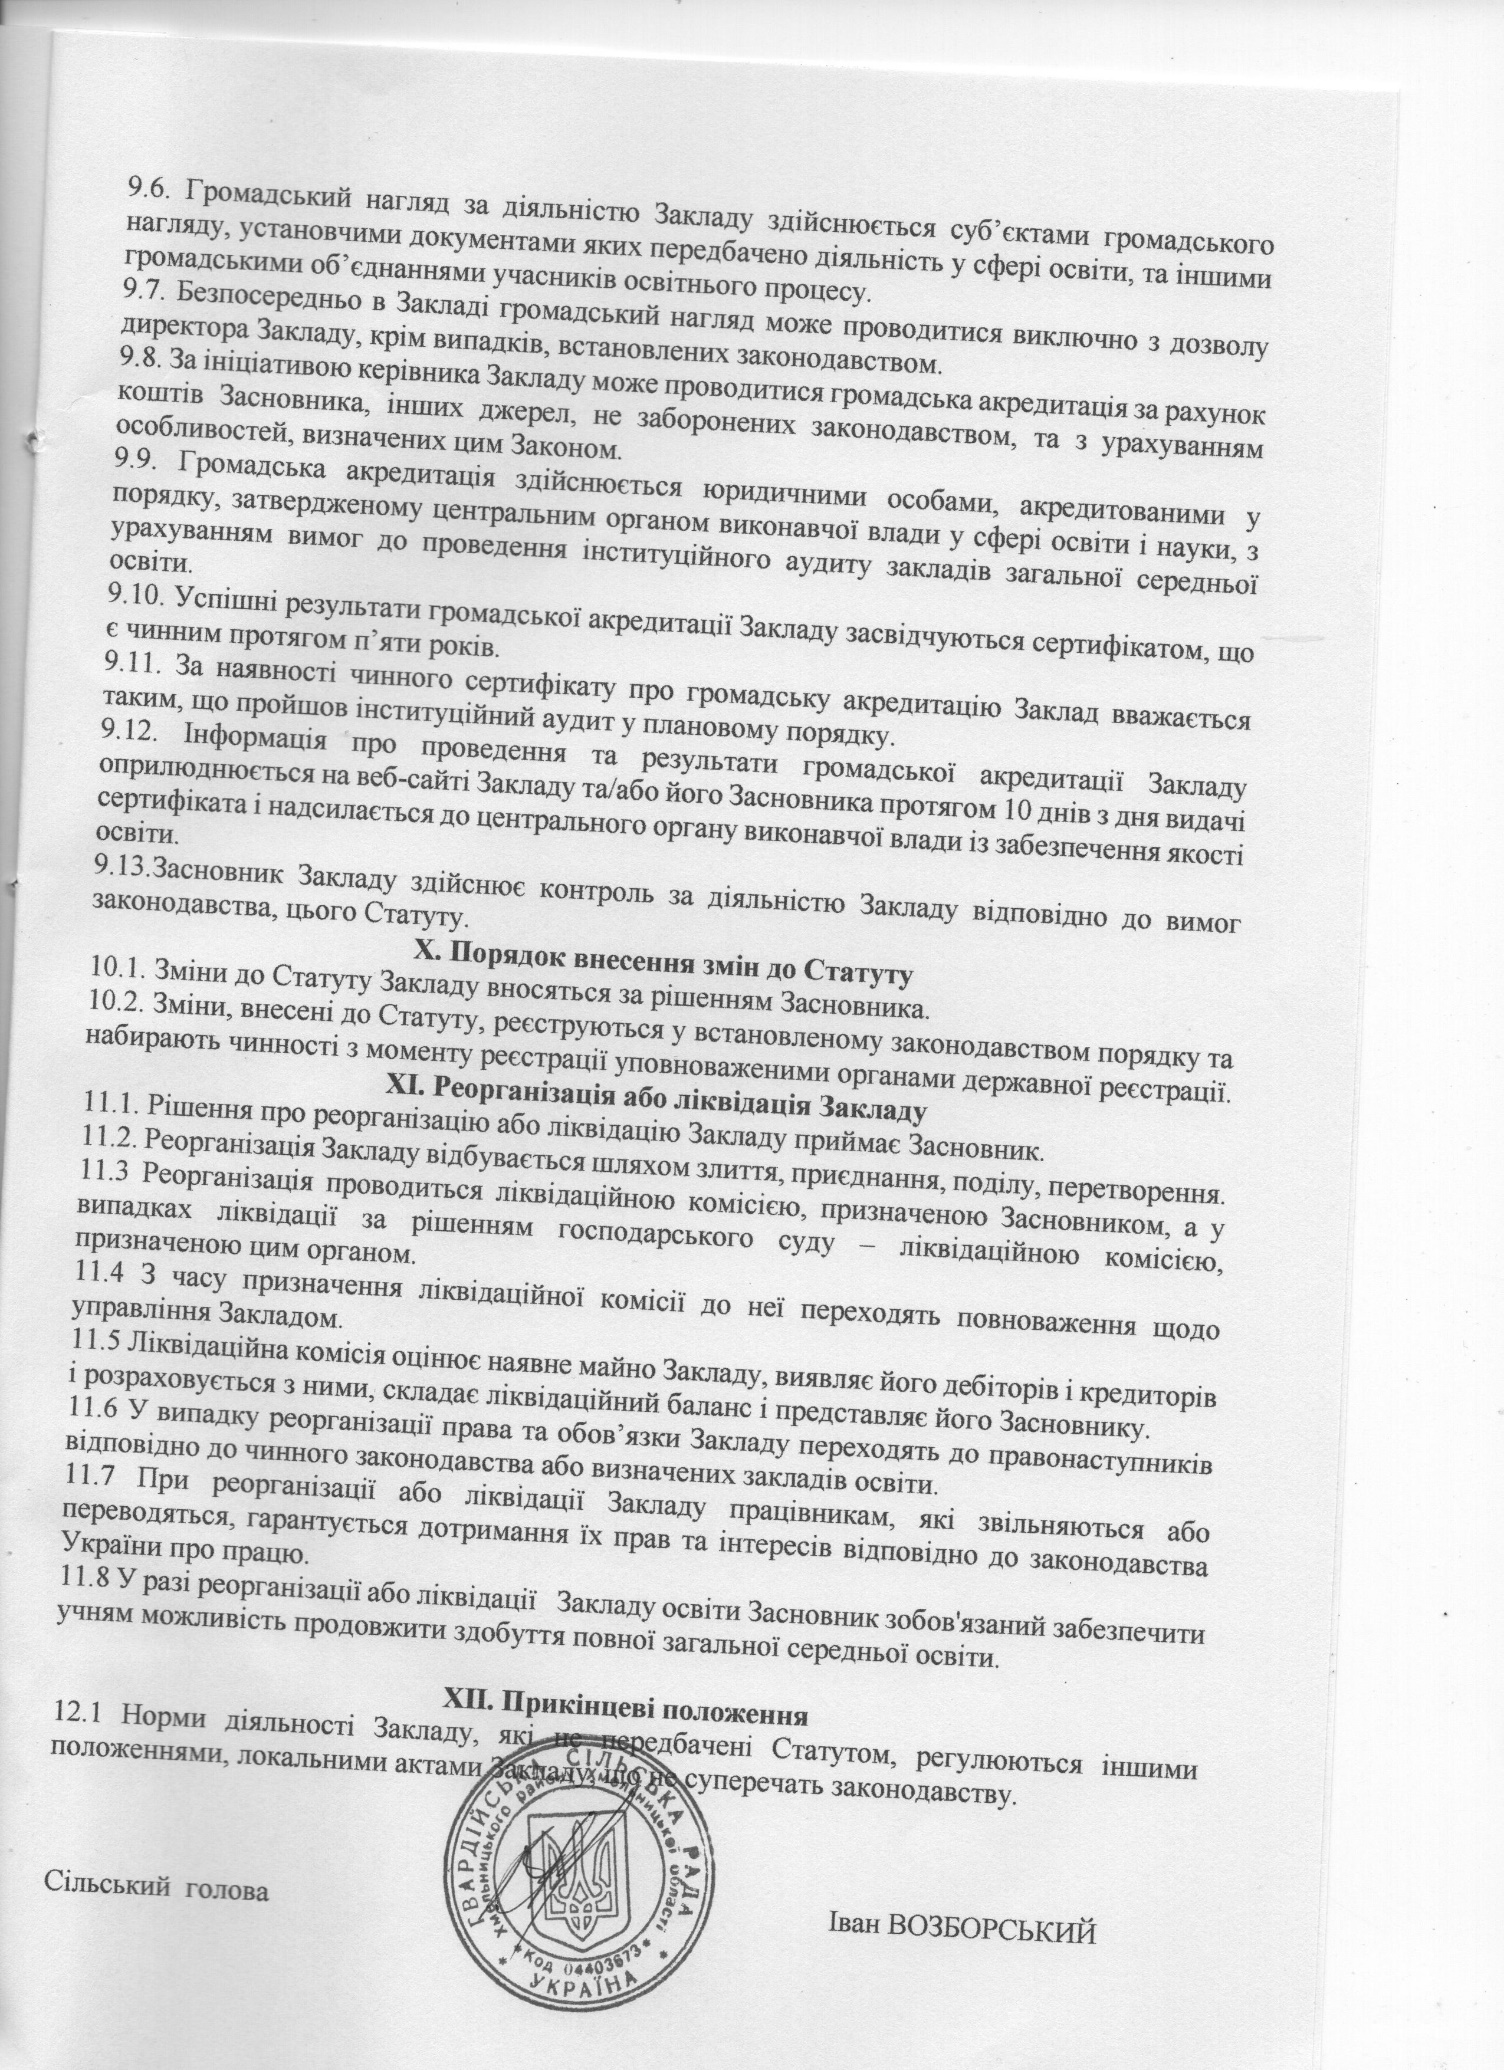 9.6. Громадський нагляд за діяльністю Закладу здійснюється суб’єктами громадського
нагляду, установчими документами яких передбачено діяльність у сфері освіти, та іншими
громадськими об’єднаннями учасників освітнього процесу.
9.7. Безпосередньо в Закладі громадський нагляд може проводитися виключно з дозволу
директора Закладу, крім випадків, встановлених законодавством.
9.8. За ініціативою керівника Закладу може проводитися громадська акредитація за рахунок
коштів Засновника, інших джерел, не заборонених законодавством, та з урахуванням
особливостей, визначених цим Законом.
9.9. Громадська акредитація здійснюється юридичними особами, акредитованими у
порядку, затвердженому центральним органом виконавчої влади у сфері освіти і науки, з
урахуванням вимог до проведення інституційного аудиту закладів загальної середньої
освіти.
9.10. Успішні результати громадської акредитації Закладу засвідчуються сертифікатом, що
є чинним протягом п’яти років.
9.11. За наявності чинного сертифікату про громадську акредитацію Заклад вважається
таким, що пройшов інституційний аудит у плановому порядку.
9.12. Інформація про проведення та результати громадської акредитації Закладу
оприлюднюється на веб-сайті Закладу та/або його Засновника протягом 10 днів з дня видачі
сертифіката і надсилається до центрального органу виконавчої влади із забезпечення якості
освіти.
9.13.Засновник Закладу здійснює контроль за діяльністю Закладу відповідно до вимог
законодавства, цього Статуту.
Х. Порядок внесення змін до Статуту
10.1. Зміни до Статуту Закладу вносяться за рішенням Засновника.
10.2. Зміни, внесені до Статуту, реєструються у встановленому законодавством порядку та
набирають чинності з моменту реєстрації уповноваженими органами державної реєстрації.
ХІ. Реорганізація або ліквідація Закладу
11.1. Рішення про реорганізацію або ліквідацію Закладу приймає Засновник.
11.2. Реорганізація Закладу відбувається шляхом злиття, приєднання, поділу, перетворення.
11.3 Реорганізація проводиться ліквідаційною комісією, призначеною Засновником, а у
випадках ліквідації за рішенням господарського суду – ліквідаційною комісією,
призначеною цим органом.
11.4 З часу призначення ліквідаційної комісії до неї переходять повноваження щодо
управління Закладом.
11.5 Ліквідаційна комісія оцінює наявне майно Закладу, виявляє його дебіторів і кредиторів
і розраховується з ними, складає ліквідаційний баланс і представляє його Засновнику.
11.6 У випадку реорганізації права та обов’язки Закладу переходять до правонаступників
відповідно до чинного законодавства або визначених закладів освіти.
11.7 При реорганізації або ліквідації Закладу працівникам, які звільняються або
переводяться, гарантується дотримання їх прав та інтересів відповідно до законодавства
України про працю.
11.8 У разі реорганізації або ліквідації Закладу освіти Засновник зобов'язаний забезпечити
учням можливість продовжити здобуття повної загальної середньої освіти.
ХІІ. Прикінцеві положення
12.1 Норми діяльності Закладу, які не передбачені Статутом, регулюються іншими
положеннями, локальними актами Закладу, що не суперечать законодавству.
ГВАРДІЙСЬКА СІЛЬСЬКА РАДА
Хмельницького району Хмельницької області
* Код 04403673 *
* УКРАЇНА *
Сільський голова
Іван ВОЗБОРСЬКИЙ